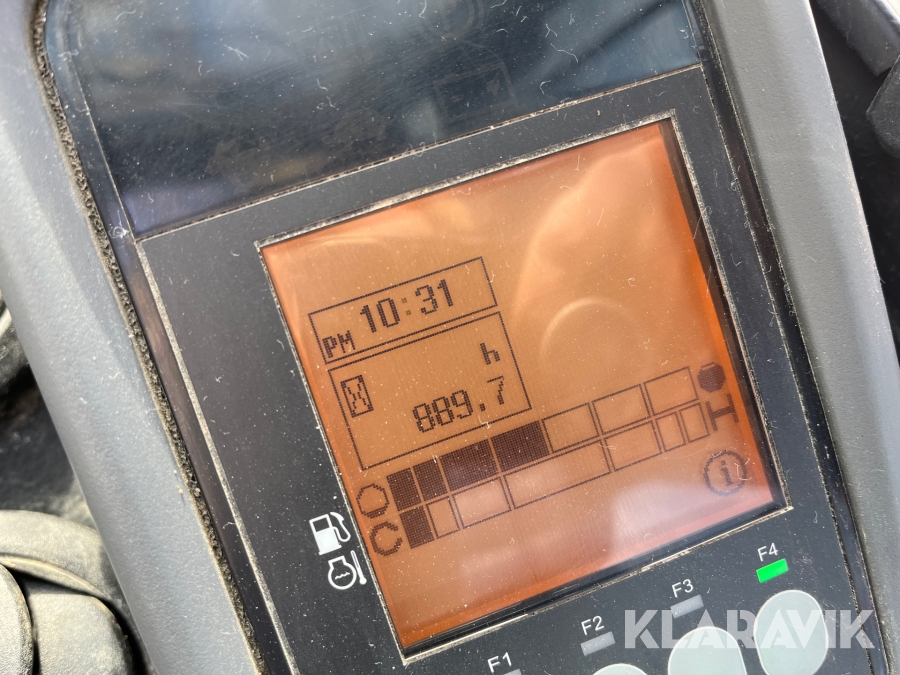 PM 10:31
h
889.7
H
C
F1
F2
F3
F4
KLARAVIK